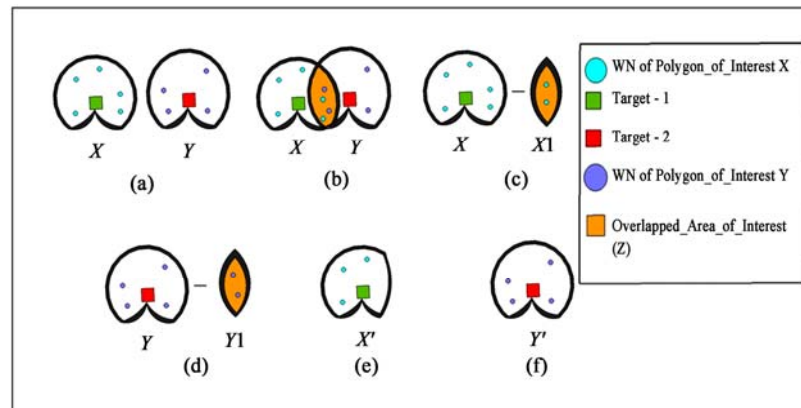 X
Y
(a)
X
Y
(b)
X
X1
(c)
WN of Polygon_of_Interest X
Target - 1
Target - 2
WN of Polygon_of_Interest Y
Overlapped_Area_of_Interest
(Z)
Y
Y1
(d)
X'
(e)
Y'
(f)